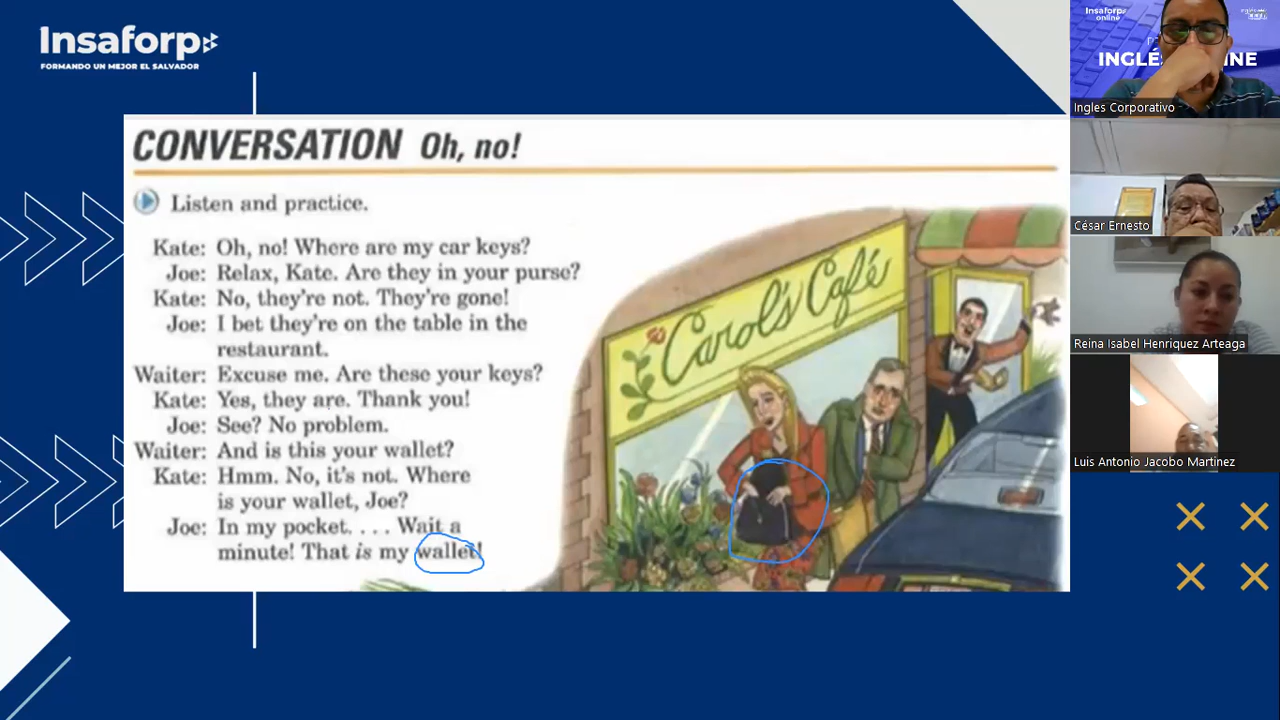 Insaforp
FORMANDO UN MEJOR EL SALVADOR
CONVERSATION Oh, no!
Listen and practice.
Kate: Oh, no! Where are my car keys?
Joe: Relax, Kate. Are they in your purse?
Kate: No, they're not. They're gone!
Joe: I bet they're on the table in the
restaurant.
Waiter: Excuse me. Are these your keys?
Kate: Yes, they are. Thank you!
Joe: See? No problem.
Waiter: And is this your wallet?
Kate: Hmm. No, it's not. Where
is your wallet, Joe?
Joe: In my pocket. . . . Wait a
minute! That is my wallet!
Carol's Café
Insaforp
online
Ingles Corporativo
César Ernesto
Reina Isabel Henriquez Arteaga
Luis Antonio Jacobo Martinez